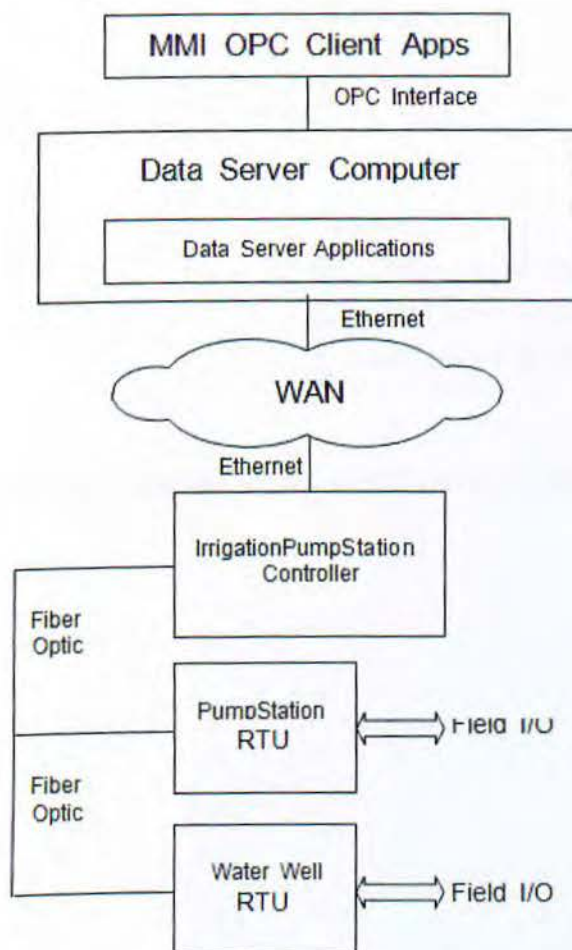 MMI OPC Client Apps
OPC Interface
Data Server Computer
Data Server Applications
Ethernet
WAN
Ethernet
IrrigationPumpStation
Controller
Fiber
Optic
PumpStation
RTU
Field I/O
Fiber
Optic
Water Well
RTU
Field I/O